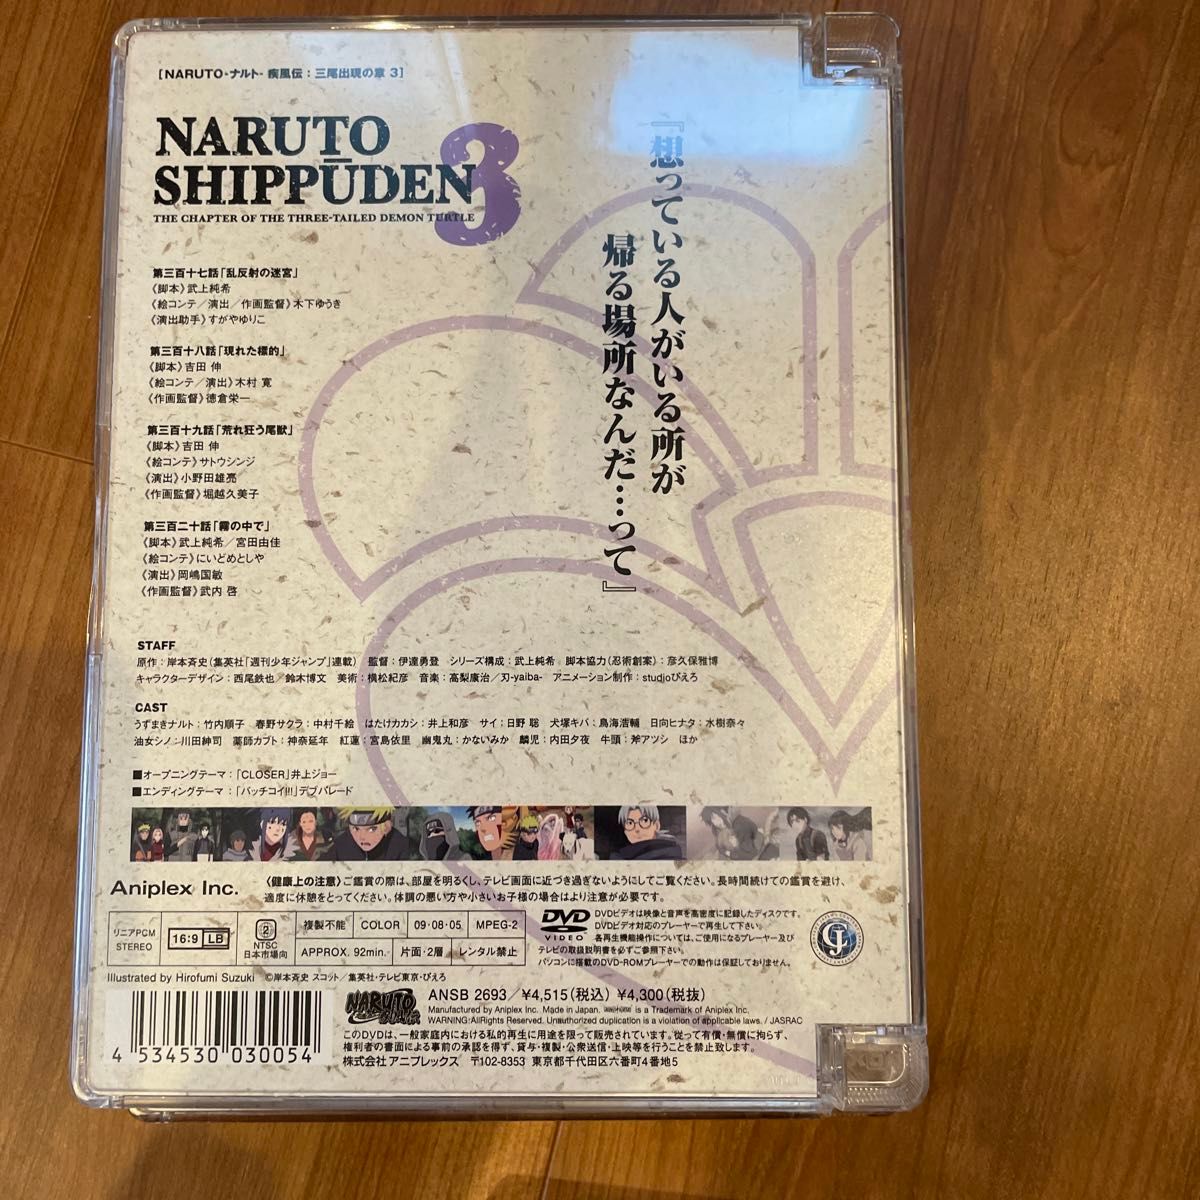 [NARUTO-ナルト- 疾風伝:三尾出現の章 3]
NARUTO
SHIPPŪDEN
3
THE CHAPTER OF THE THREE-TAILED DEMON TURTLE
『想っている人がいる所が
帰る場所なんだ…って』
第三百十七話「乱反射の迷宮」
《脚本》武上純希
《絵コンテ／演出／作画監督》木下ゆうき
《演出助手》すがやゆりこ
第三百十八話「現れた標的」
《脚本》吉田 伸
《絵コンテ／演出》木村 寛
《作画監督》徳倉栄一
第三百十九話「荒れ狂う尾獣」
《脚本》吉田 伸
《絵コンテ》サトウシンジ
《演出》小野田雄亮
《作画監督》堀越久美子
第三百二十話「霧の中で」
《脚本》武上純希／宮田由佳
《絵コンテ》にいどめとしや
《演出》岡嶋国敏
《作画監督》武内 啓
STAFF
原作：岸本斉史(集英社「週刊少年ジャンプ」連載) 監督：伊達勇登 シリーズ構成：武上純希 脚本協力(忍術創案)：彦久保雅博
キャラクターデザイン：西尾鉄也／鈴木博文 美術：横松紀彦 音楽：高梨康治／刃-yaiba- アニメーション制作：studioぴえろ
CAST
うずまきナルト：竹内順子 春野サクラ：中村千絵 はたけカカシ：井上和彦 サイ：日野 聡 犬塚キバ：鳥海浩輔 日向ヒナタ：水樹奈々
油女シノ：川田紳司 薬師カブト：神奈延年 紅蓮：宮島依里 幽鬼丸：かないみか 麟児：内田夕夜 牛頭：斧アツシ ほか
■オープニングテーマ：「CLOSER」井上ジョー
■エンディングテーマ：「バッチコイ!!!」デブパレード
Aniplex Inc.
〈健康上の注意〉ご鑑賞の際は、部屋を明るくし、テレビ画面に近づき過ぎないようにしてご覧ください。長時間続けての鑑賞を避け、
適度に休憩をとってください。体調の悪い方や小さいお子様の場合はより注意が必要です。
リニアPCM
STEREO
16:9 LB
2
NTSC
日本市場向
複製不能 COLOR 09・08・05 MPEG-2
APPROX. 92min. 片面・2層 レンタル禁止
DVD
VIDEO
DVDビデオは映像と音声を高密度に記録したディスクです。
DVDビデオ対応のプレーヤーで再生して下さい。
各再生機能操作については、ご使用になるプレーヤー及び
テレビの取扱説明書を必ずご参照下さい。
パソコンに搭載のDVD-ROMプレーヤーでの動作は保証しておりません。
Illustrated by Hirofumi Suzuki ©岸本斉史 スコット／集英社・テレビ東京・ぴえろ
4 534530 030054
NARUTO
ANSB 2693／¥4,515(税込) ¥4,300(税抜)
Manufactured by Aniplex Inc. Made in Japan. is a Trademark of Aniplex Inc.
WARNING:AllRights Reserved. Unauthorized duplication is a violation of applicable laws. / JASRAC
このDVDは、一般家庭内における私的再生に用途を限って販売されています。従って有償・無償に拘らず、
権利者の書面による事前の承認を得ず、貸与・複製・公衆送信・上映等を行うことを禁止致します。
株式会社 アニプレックス 〒102-8353 東京都千代田区六番町4番地5